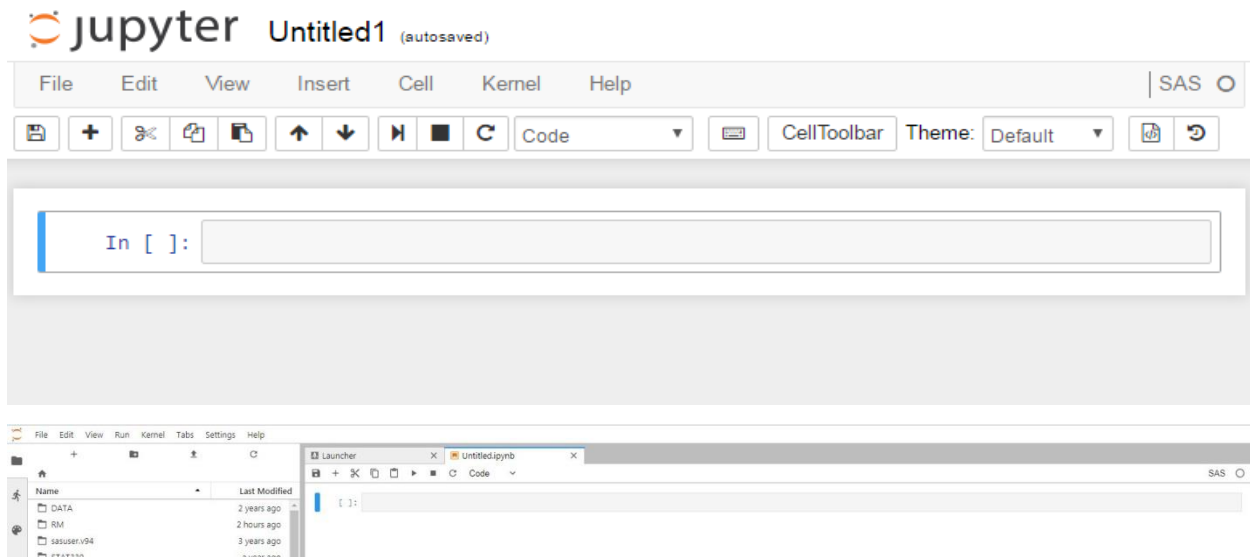 jupyter Untitled1 (autosaved)
File Edit View Insert Cell Kernel Help SAS
Code CellToolbar Theme: Default
In [ ]:
File Edit View Run Kernel Tabs Settings Help
Launcher Untitled.ipynb
Code SAS
Name Last Modified
[ ]:
DATA 2 years ago
RM 2 hours ago
sasuser.v94 3 years ago